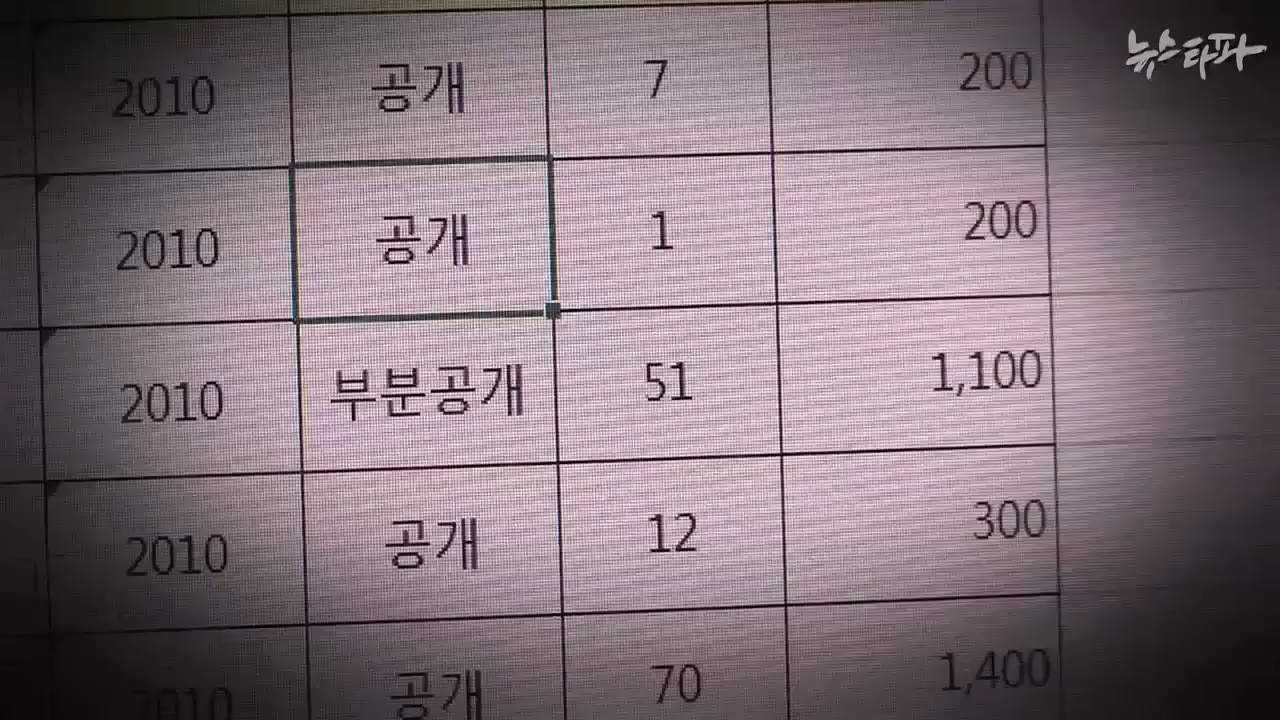 뉴스타파
2010 공개 7 200
2010 공개 1 200
2010 부분공개 51 1,100
2010 공개 12 300
2010 공개 70 1,400